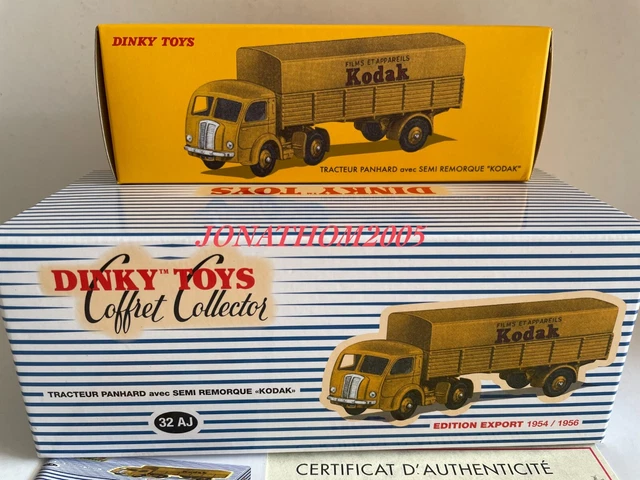 DINKY TOYS
FILMS ET APPAREILS
Kodak
TRACTEUR PANHARD avec SEMI REMORQUE "KODAK"
DINKY TOYS
JONATHOM2005
DINKY™ TOYS
Coffret Collector
FILMS ET APPAREILS
Kodak
TRACTEUR PANHARD avec SEMI REMORQUE «KODAK»
32 AJ
EDITION EXPORT 1954 / 1956
CERTIFICAT D'AUTHENTICITÉ